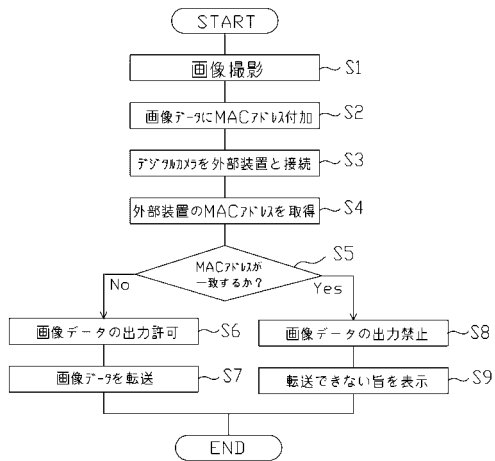 START
画像撮影
S1
画像ﾃﾞｰﾀにMACｱﾄﾞﾚｽ付加
S2
ﾃﾞｼﾞﾀﾙｶﾒﾗを外部装置と接続
S3
外部装置のMACｱﾄﾞﾚｽを取得
S4
MACｱﾄﾞﾚｽが
一致するか？
S5
No
Yes
画像データの出力許可
S6
画像データの出力禁止
S8
画像ﾃﾞｰﾀを転送
S7
転送できない旨を表示
S9
END